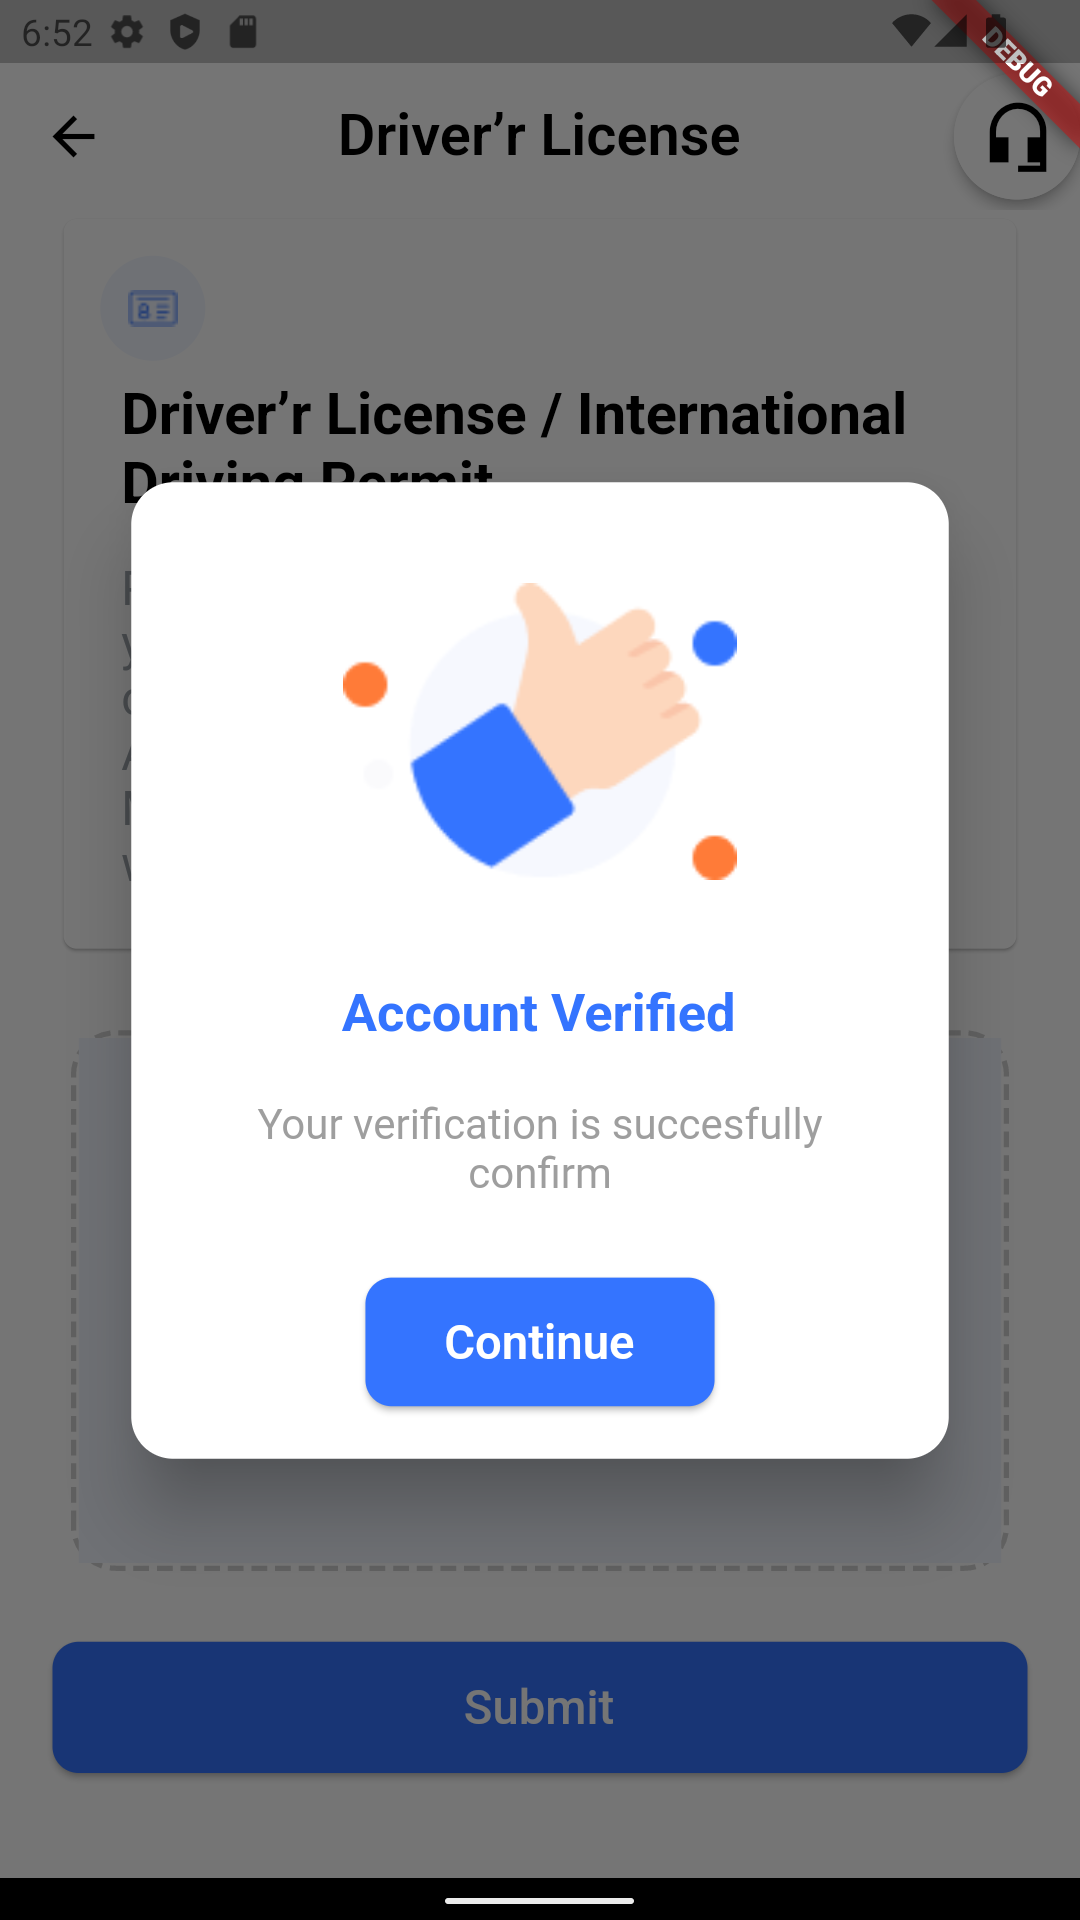 6:52
DEBUG
Driver’r License
Driver’r License / International
Driving Permit
Account Verified
Your verification is succesfully
confirm
Continue
Submit